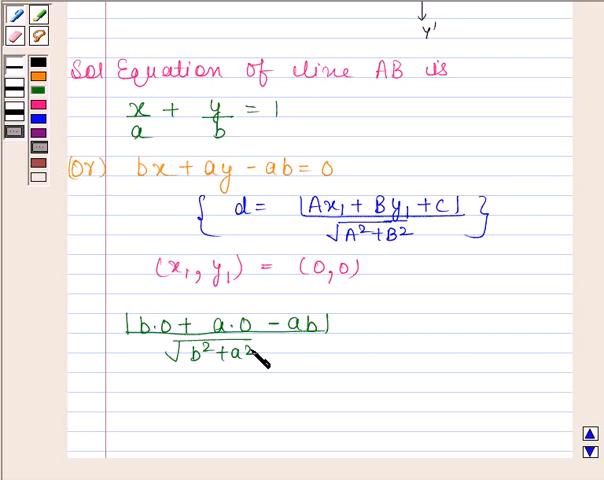 y'
Sol Equation of line AB is
x/a + y/b = 1
(Or) bx + ay - ab = 0
{ d = |Ax₁ + By₁ + C| / √A² + B² }
(x₁, y₁) = (0, 0)
|b.0 + a.0 - ab| / √b² + a²